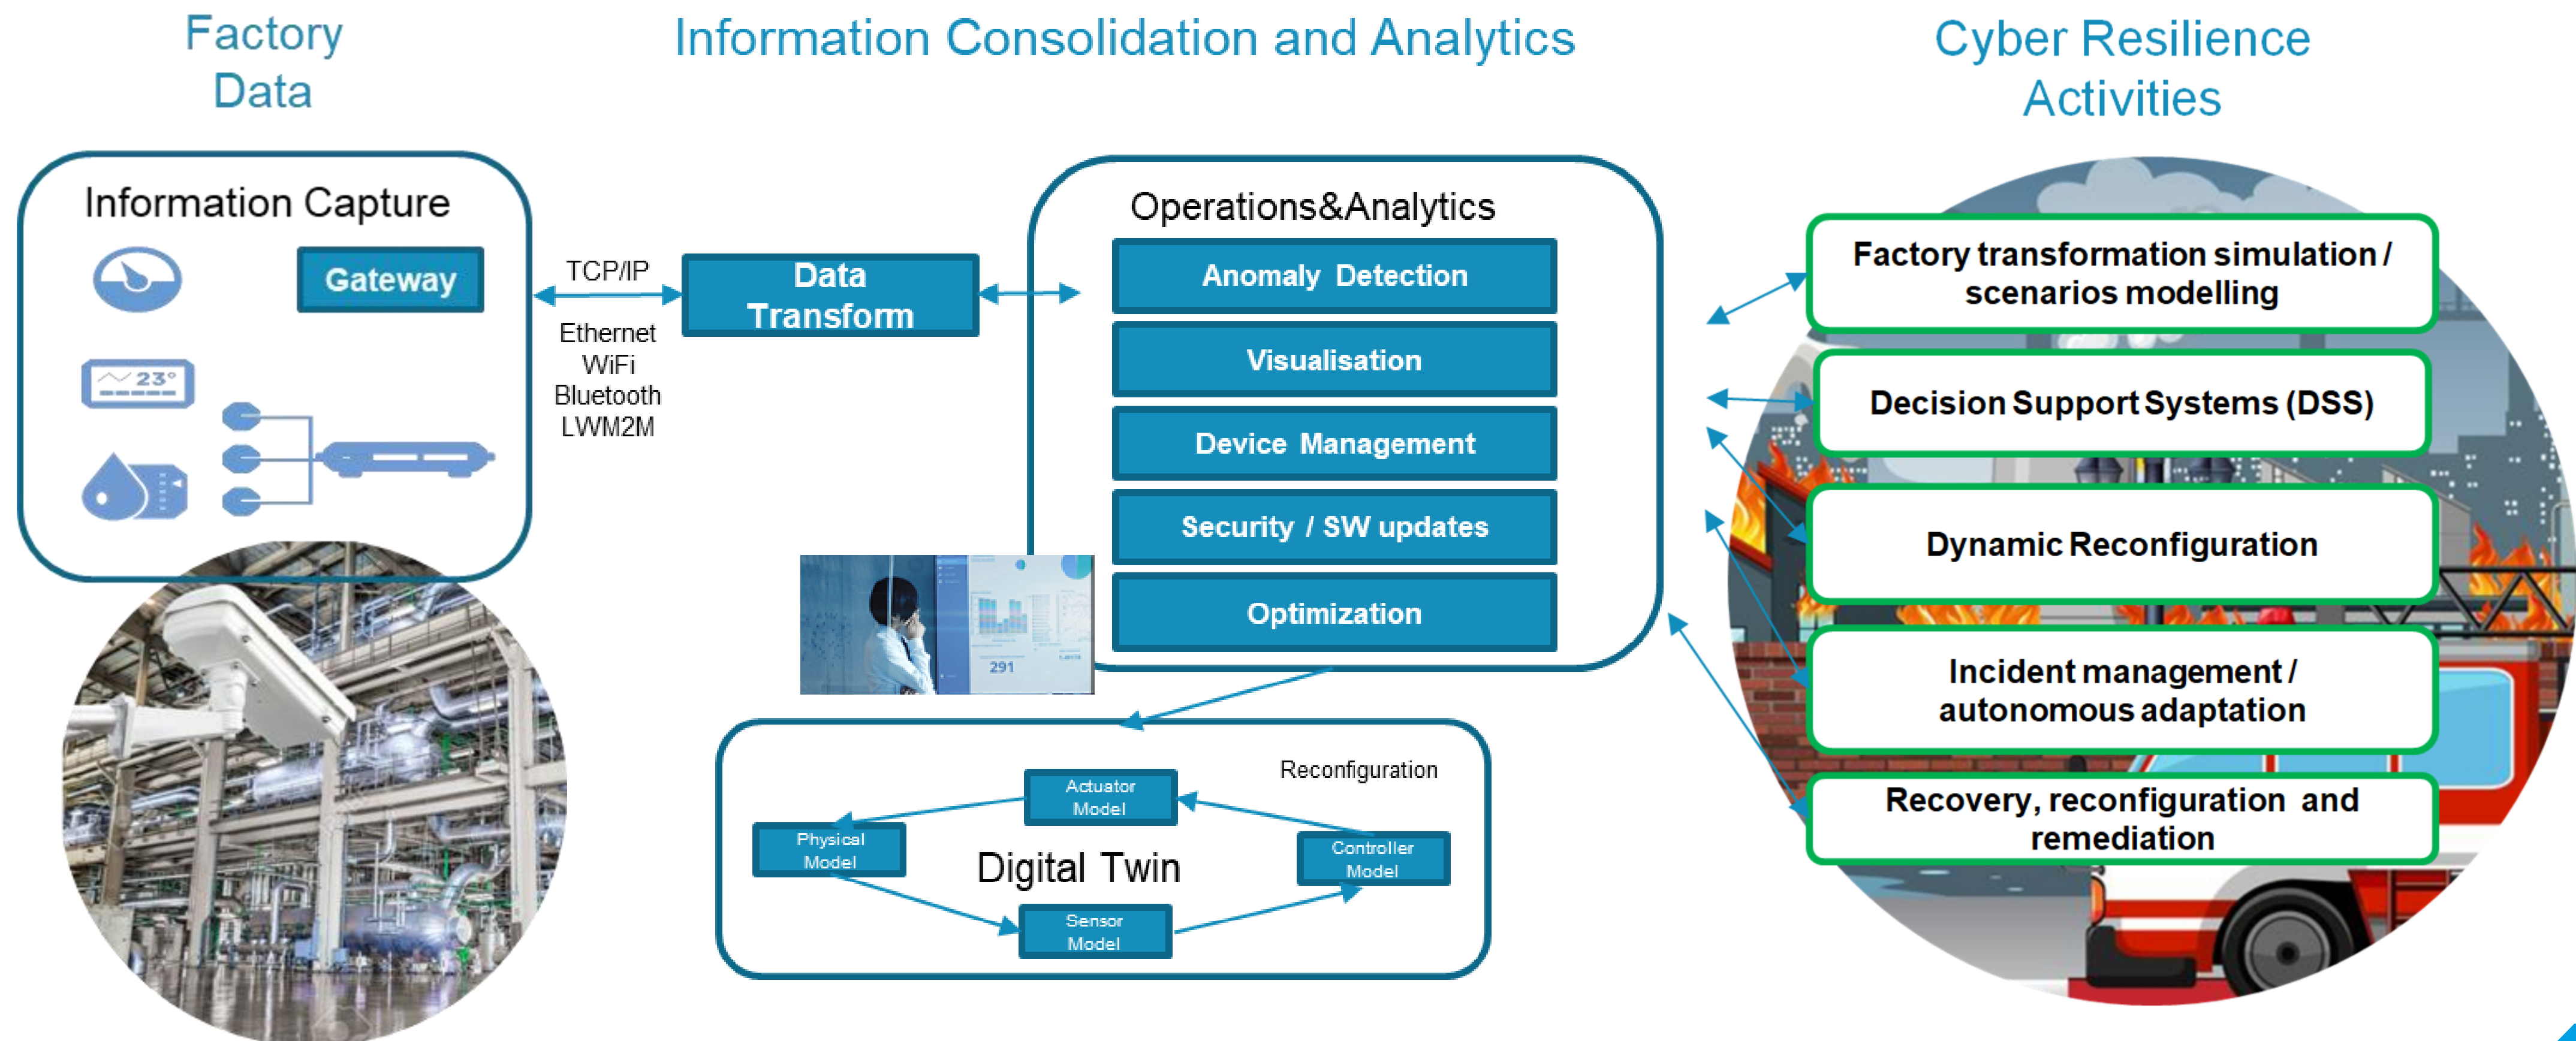 Factory
Data
Information Consolidation and Analytics
Cyber Resilience
Activities
Information Capture
Gateway
23°
TCP/IP
Ethernet
WiFi
Bluetooth
LWM2M
Data
Transform
Operations&Analytics
Anomaly Detection
Visualisation
Device Management
Security / SW updates
Optimization
291
Reconfiguration
Actuator
Model
Physical
Model
Digital Twin
Controller
Model
Sensor
Model
Factory transformation simulation /
scenarios modelling
Decision Support Systems (DSS)
Dynamic Reconfiguration
Incident management /
autonomous adaptation
Recovery, reconfiguration and
remediation